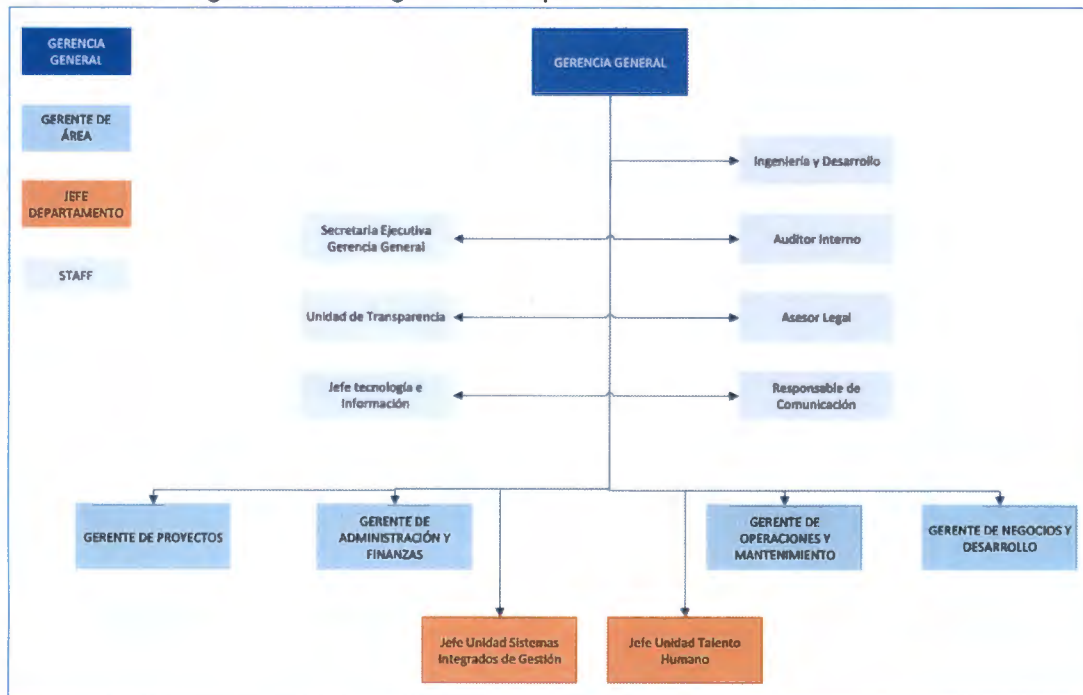 GERENCIA
GENERAL
GERENTE DE
ÁREA
JEFE
DEPARTAMENTO
STAFF
GERENCIA GENERAL
Ingeniería y Desarrollo
Secretaria Ejecutiva
Gerencia General
Auditor Interno
Unidad de Transparencia
Asesor Legal
Jefe tecnología e
Información
Responsable de
Comunicación
GERENTE DE PROYECTOS
GERENTE DE
ADMINISTRACIÓN Y
FINANZAS
GERENTE DE
OPERACIONES Y
MANTENIMIENTO
GERENTE DE NEGOCIOS Y
DESARROLLO
Jefe Unidad Sistemas
Integrados de Gestión
Jefe Unidad Talento
Humano